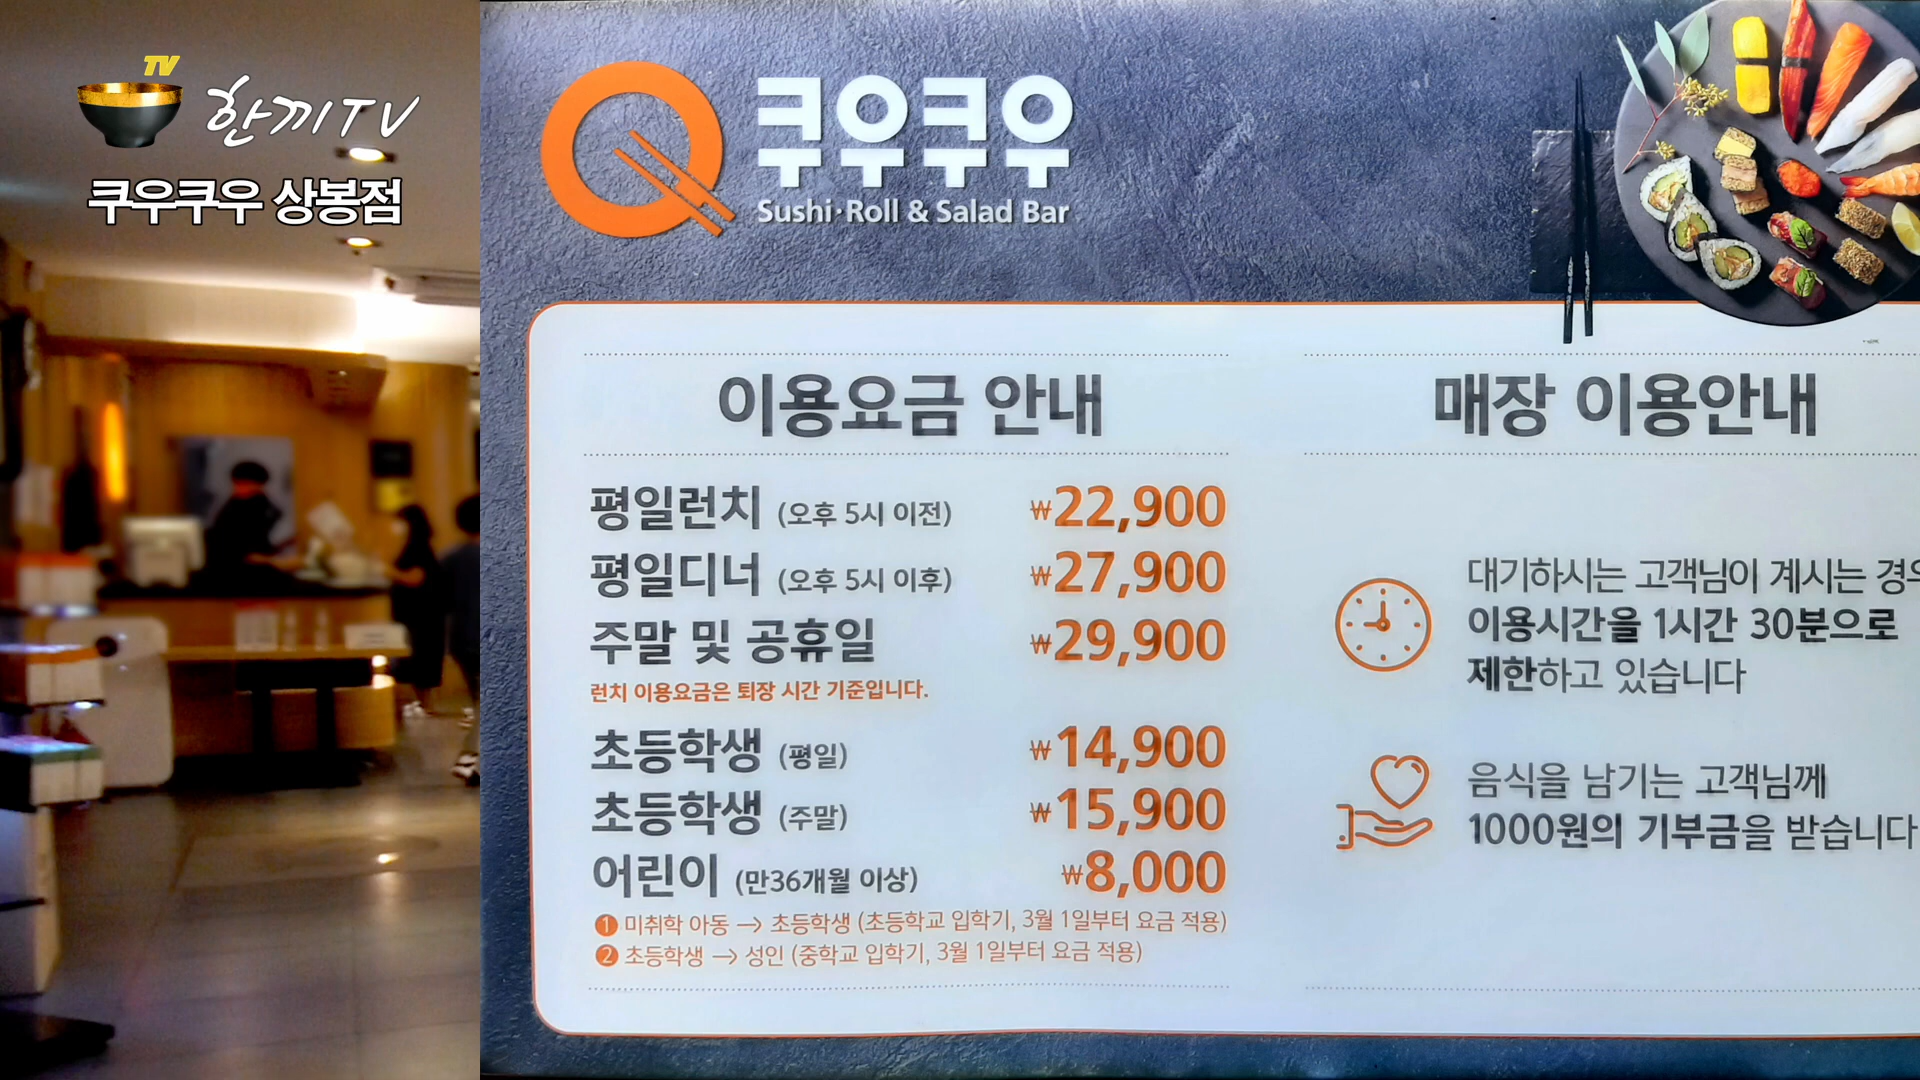 TV
한끼TV
쿠우쿠우 상봉점
쿠우쿠우
Sushi·Roll & Salad Bar
이용요금 안내
평일런치 (오후 5시 이전) ₩22,900
평일디너 (오후 5시 이후) ₩27,900
주말 및 공휴일 ₩29,900
런치 이용요금은 퇴장 시간 기준입니다.
초등학생 (평일) ₩14,900
초등학생 (주말) ₩15,900
어린이 (만36개월 이상) ₩8,000
1 미취학 아동 → 초등학생 (초등학교 입학기, 3월 1일부터 요금 적용)
2 초등학생 → 성인 (중학교 입학기, 3월 1일부터 요금 적용)
매장 이용안내
대기하시는 고객님이 계시는 경우
이용시간을 1시간 30분으로
제한하고 있습니다
음식을 남기는 고객님께
1000원의 기부금을 받습니다